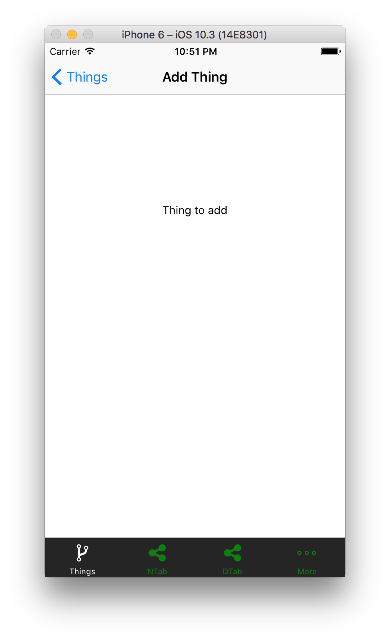 iPhone 6 – iOS 10.3 (14E8301)
Carrier 10:51 PM
Things Add Thing
Thing to add
Things NTab OTab More